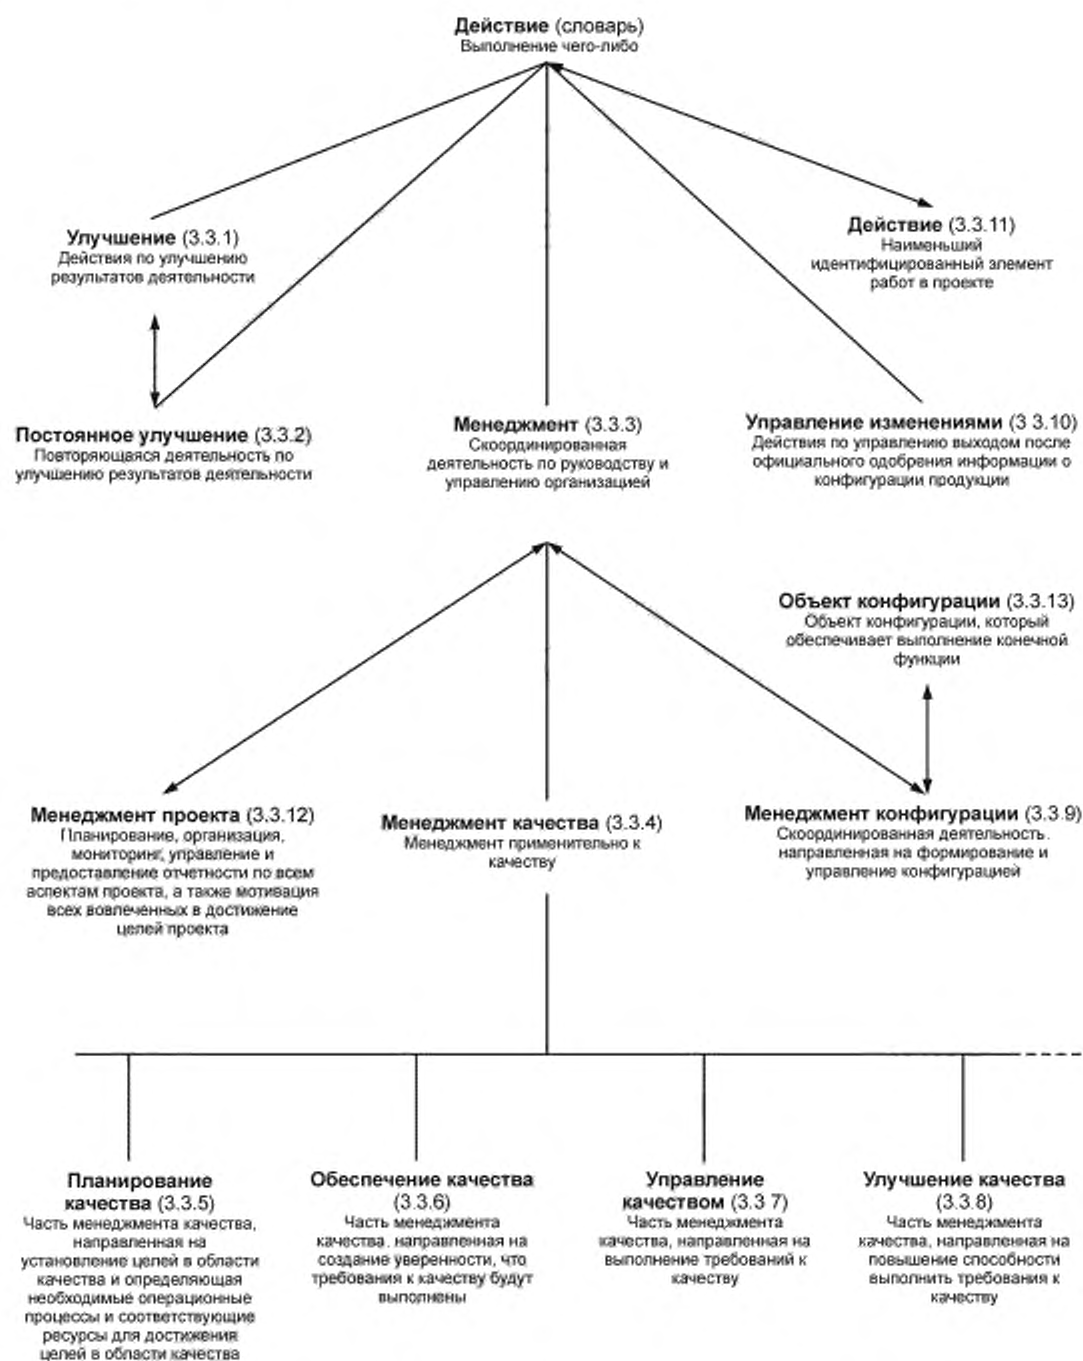 Действие (словарь)
Выполнение чего-либо
Улучшение (3.3.1)
Действия по улучшению
результатов деятельности
Действие (3.3.11)
Наименьший
идентифицированный элемент
работ в проекте
Постоянное улучшение (3.3.2)
Повторяющаяся деятельность по
улучшению результатов деятельности
Менеджмент (3.3.3)
Скоординированная
деятельность по руководству и
управлению организацией
Управление изменениями (3 3.10)
Действия по управлению выходом после
официального одобрения информации о
конфигурации продукции
Объект конфигурации (3.3.13)
Объект конфигурации, который
обеспечивает выполнение конечной
функции
Менеджмент проекта (3.3.12)
Планирование, организация,
мониторинг, управление и
предоставление отчетности по всем
аспектам проекта, а также мотивация
всех вовлеченных в достижение
целей проекта
Менеджмент качества (3.3.4)
Менеджмент применительно к
качеству
Менеджмент конфигурации (3.3.9)
Скоординированная деятельность.
направленная на формирование и
управление конфигурацией
Планирование
качества (3.3.5)
Часть менеджмента качества,
направленная на
установление целей в области
качества и определяющая
необходимые операционные
процессы и соответствующие
ресурсы для достижения
целей в области качества
Обеспечение качества
(3.3.6)
Часть менеджмента
качества. направленная на
создание уверенности, что
требования к качеству будут
выполнены
Управление
качеством (3.3 7)
Часть менеджмента
качества, направленная на
выполнение требований к
качеству
Улучшение качества
(3.3.8)
Часть менеджмента
качества, направленная на
повышение способности
выполнить требования к
качеству